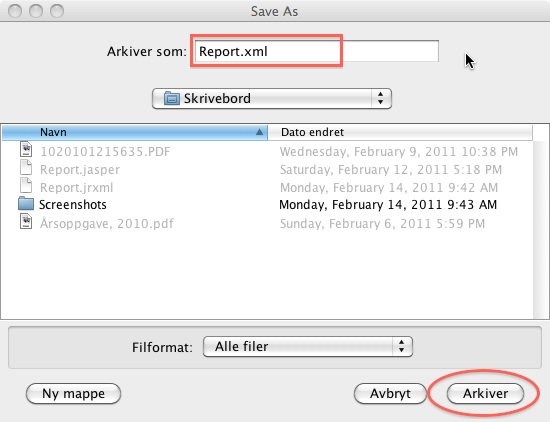 Save As
Arkiver som: Report.xml
Skrivebord
Navn Dato endret
1020101215635.PDF Wednesday, February 9, 2011 10:38 PM
Report.jasper Saturday, February 12, 2011 5:18 PM
Report.jrxml Monday, February 14, 2011 9:42 AM
Screenshots Monday, February 14, 2011 9:43 AM
Årsoppgave, 2010.pdf Sunday, February 6, 2011 5:59 PM
Filformat: Alle filer
Ny mappe Avbryt Arkiver